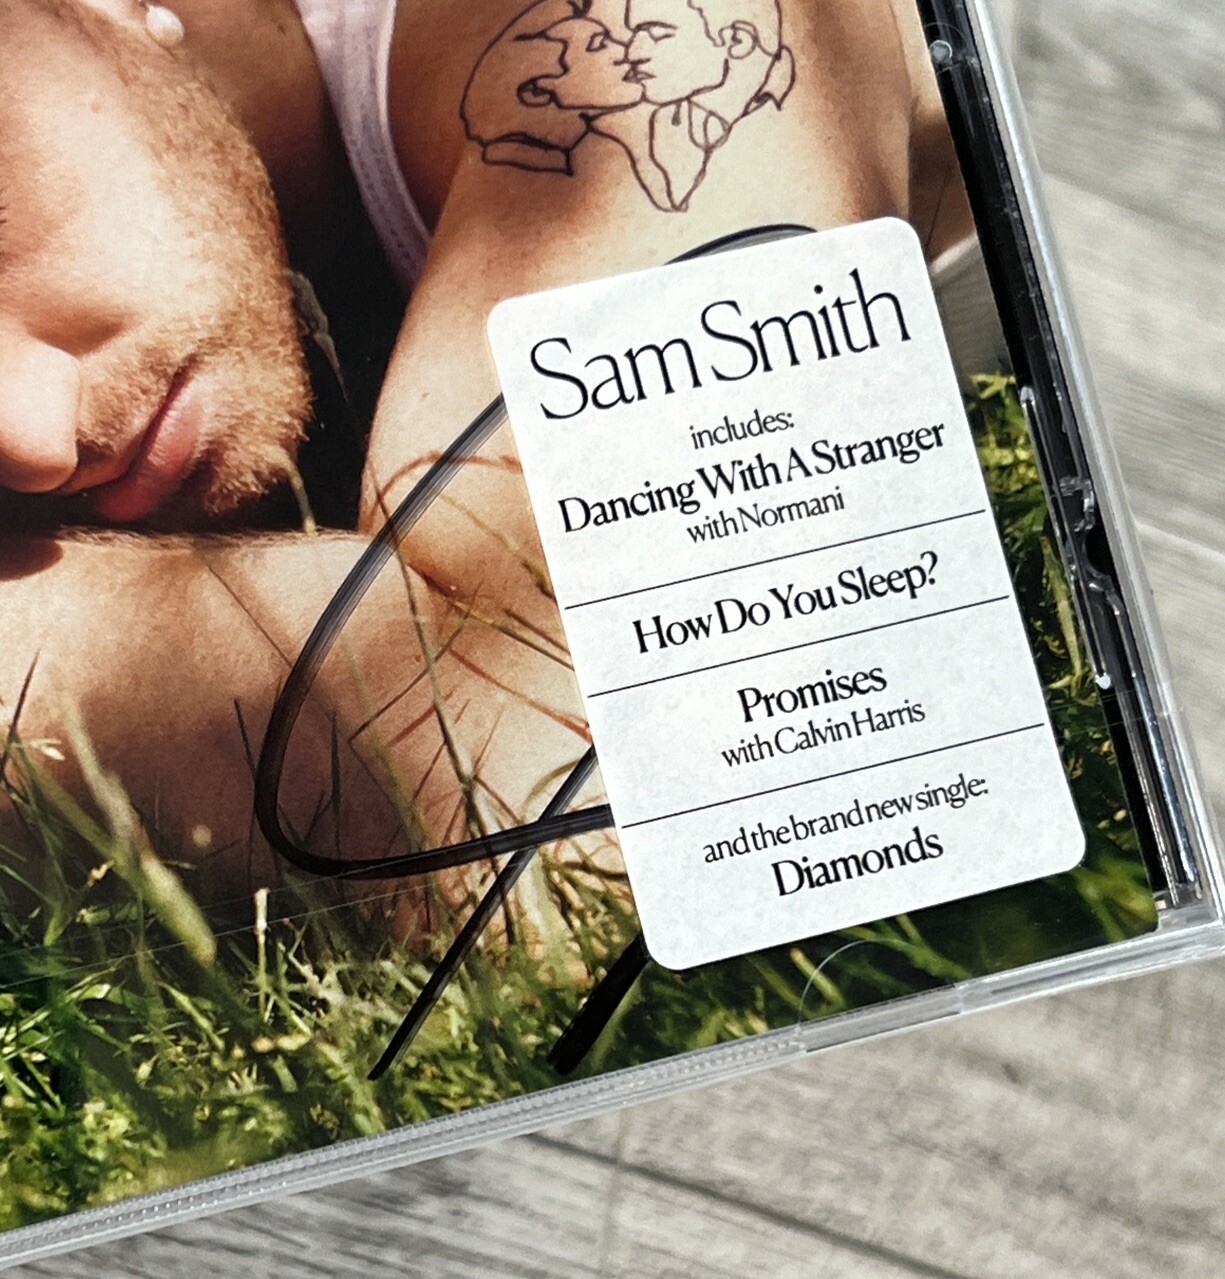 Sam Smith
includes:
Dancing With A Stranger
with Normani
How Do You Sleep?
Promises
with Calvin Harris
and the brand new single:
Diamonds